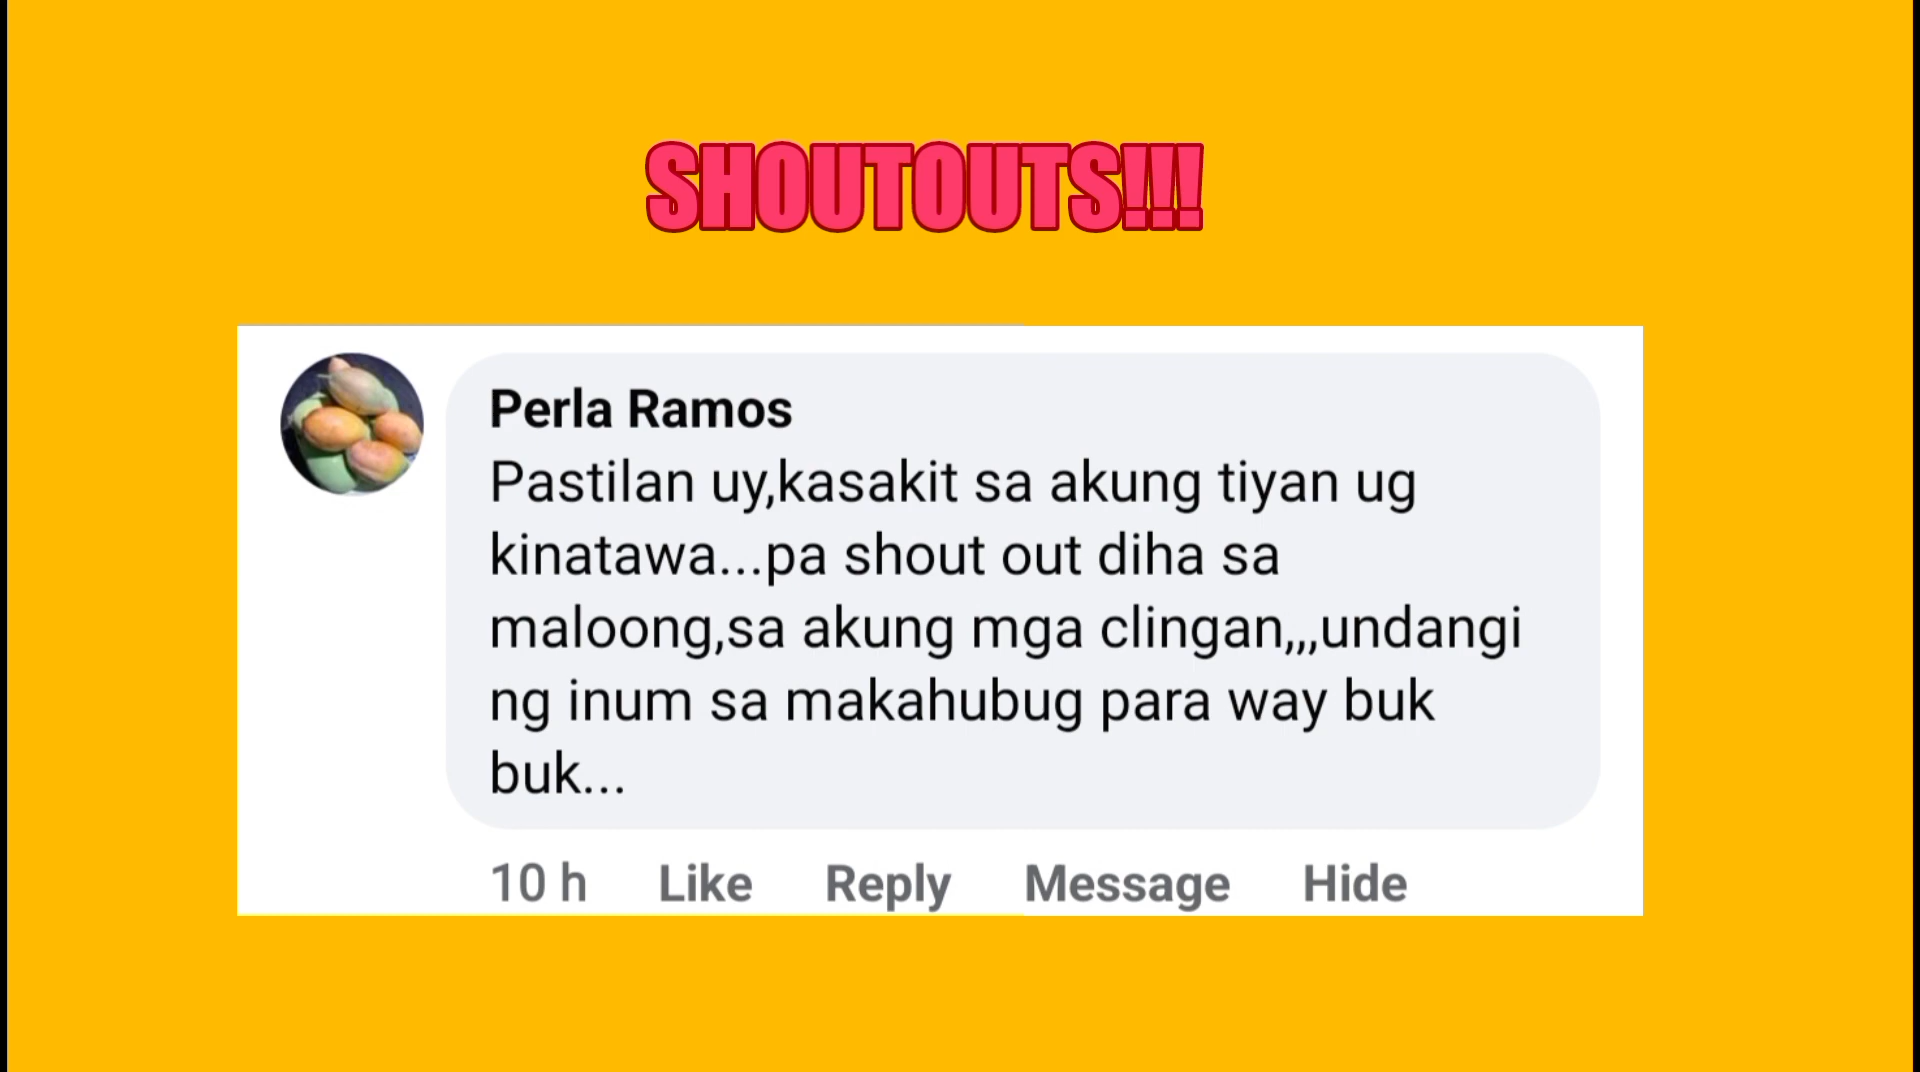 SHOUTOUTS!!!
Perla Ramos
Pastilan uy,kasakit sa akung tiyan ug
kinatawa...pa shout out diha sa
maloong,sa akung mga clingan,,,undangi
ng inum sa makahubug para way buk
buk...
10 h Like Reply Message Hide